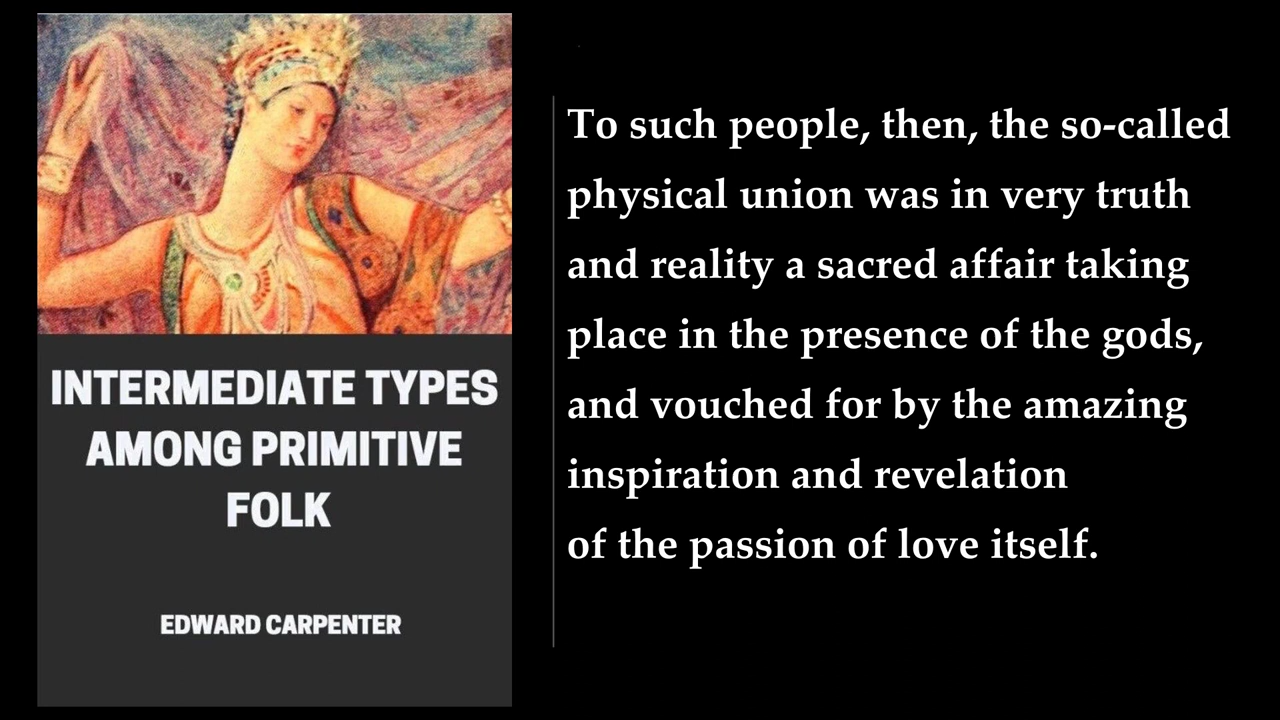 INTERMEDIATE TYPES
AMONG PRIMITIVE
FOLK
EDWARD CARPENTER
To such people, then, the so-called
physical union was in very truth
and reality a sacred affair taking
place in the presence of the gods,
and vouched for by the amazing
inspiration and revelation
of the passion of love itself.